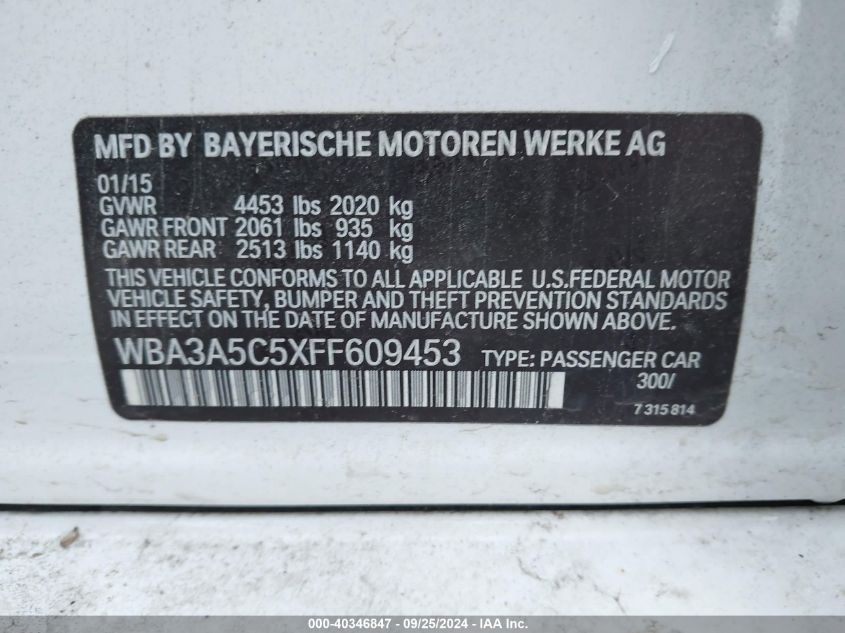 MFD BY BAYERISCHE MOTOREN WERKE AG
01/15
GVWR 4453 lbs 2020 kg
GAWR FRONT 2061 lbs 935 kg
GAWR REAR 2513 lbs 1140 kg
THIS VEHICLE CONFORMS TO ALL APPLICABLE U.S.FEDERAL MOTOR
VEHICLE SAFETY, BUMPER AND THEFT PREVENTION STANDARDS
IN EFFECT ON THE DATE OF MANUFACTURE SHOWN ABOVE.
WBA3A5C5XFF609453 TYPE: PASSENGER CAR
300/
7 315 814
000-40346847 - 09/25/2024 - IAA Inc.